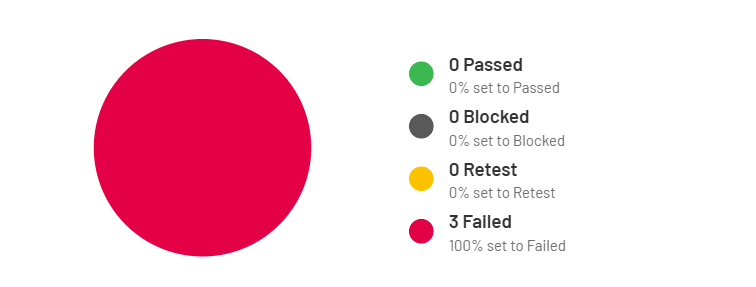 0 Passed
0% set to Passed
0 Blocked
0% set to Blocked
0 Retest
0% set to Retest
3 Failed
100% set to Failed